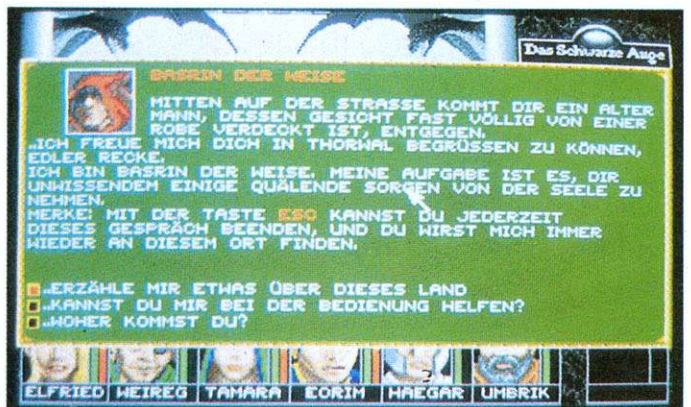 Das Schwarze Auge
BASRIN DER WEISE
MITTEN AUF DER STRASSE KOMMT DIR EIN ALTER
MANN, DESSEN GESICHT FAST VÖLLIG VON EINER
ROBE VERDECKT IST, ENTGEGEN.
„ICH FREUE MICH DICH IN THORWAL BEGRÜSSEN ZU KÖNNEN,
EDLER RECKE.
ICH BIN BASRIN DER WEISE. MEINE AUFGABE IST ES, DIR
UNWISSENDEM EINIGE QUÄLENDE SORGEN VON DER SEELE ZU
NEHMEN.
MERKE: MIT DER TASTE ESC KANNST DU JEDERZEIT
DIESES GESPRÄCH BEENDEN, UND DU WIRST MICH IMMER
WIEDER AN DIESEM ORT FINDEN.
„ERZÄHLE MIR ETWAS ÜBER DIESES LAND
„KANNST DU MIR BEI DER BEDIENUNG HELFEN?
„WOHER KOMMST DU?
ELFRIED WEIREG TAMARA EORIM HAEGAR UMBRIK